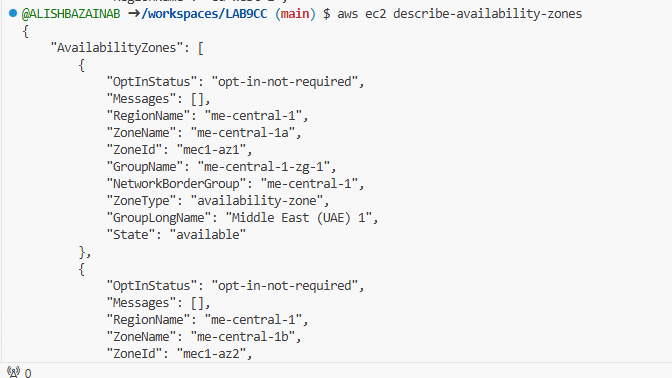 @ALISHBAZAINAB ➜/workspaces/LAB9CC (main) $ aws ec2 describe-availability-zones
{
    "AvailabilityZones": [
        {
            "OptInStatus": "opt-in-not-required",
            "Messages": [],
            "RegionName": "me-central-1",
            "ZoneName": "me-central-1a",
            "ZoneId": "mec1-az1",
            "GroupName": "me-central-1-zg-1",
            "NetworkBorderGroup": "me-central-1",
            "ZoneType": "availability-zone",
            "GroupLongName": "Middle East (UAE) 1",
            "State": "available"
        },
        {
            "OptInStatus": "opt-in-not-required",
            "Messages": [],
            "RegionName": "me-central-1",
            "ZoneName": "me-central-1b",
            "ZoneId": "mec1-az2",
0